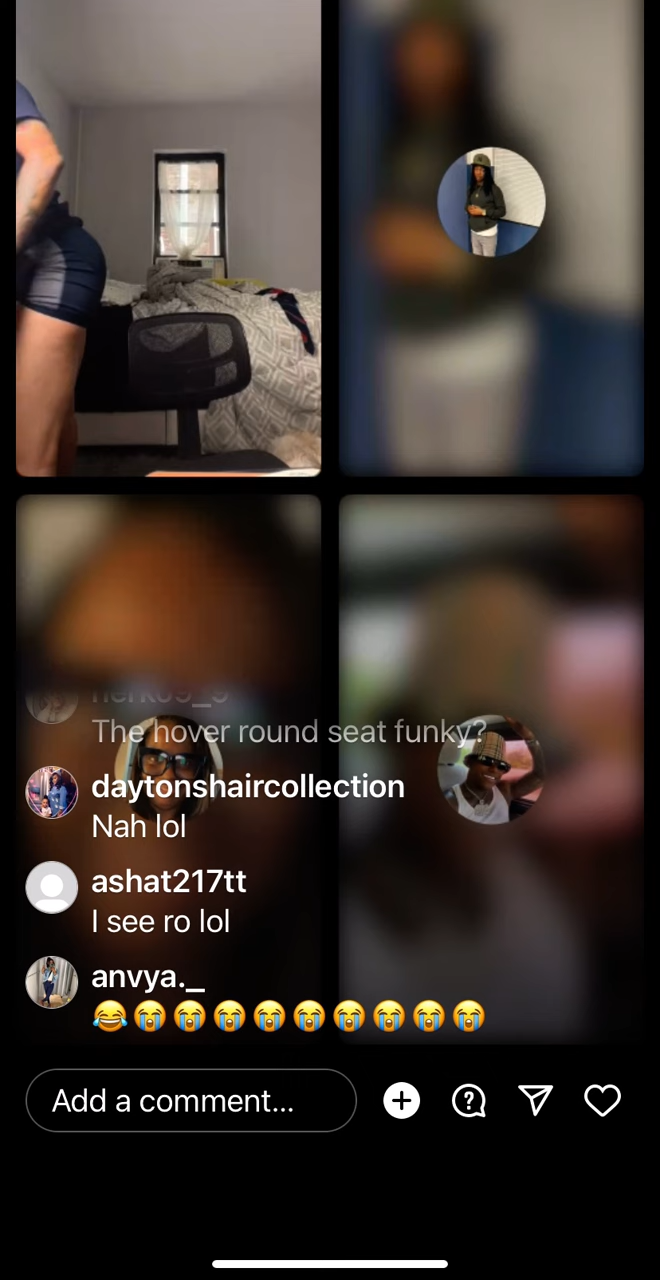 The hover round seat funky?
daytonshaircollection
Nah lol
ashat217tt
I see ro lol
anvya._
😂😭😭😭😭😭😭😭😭😭
Add a comment...